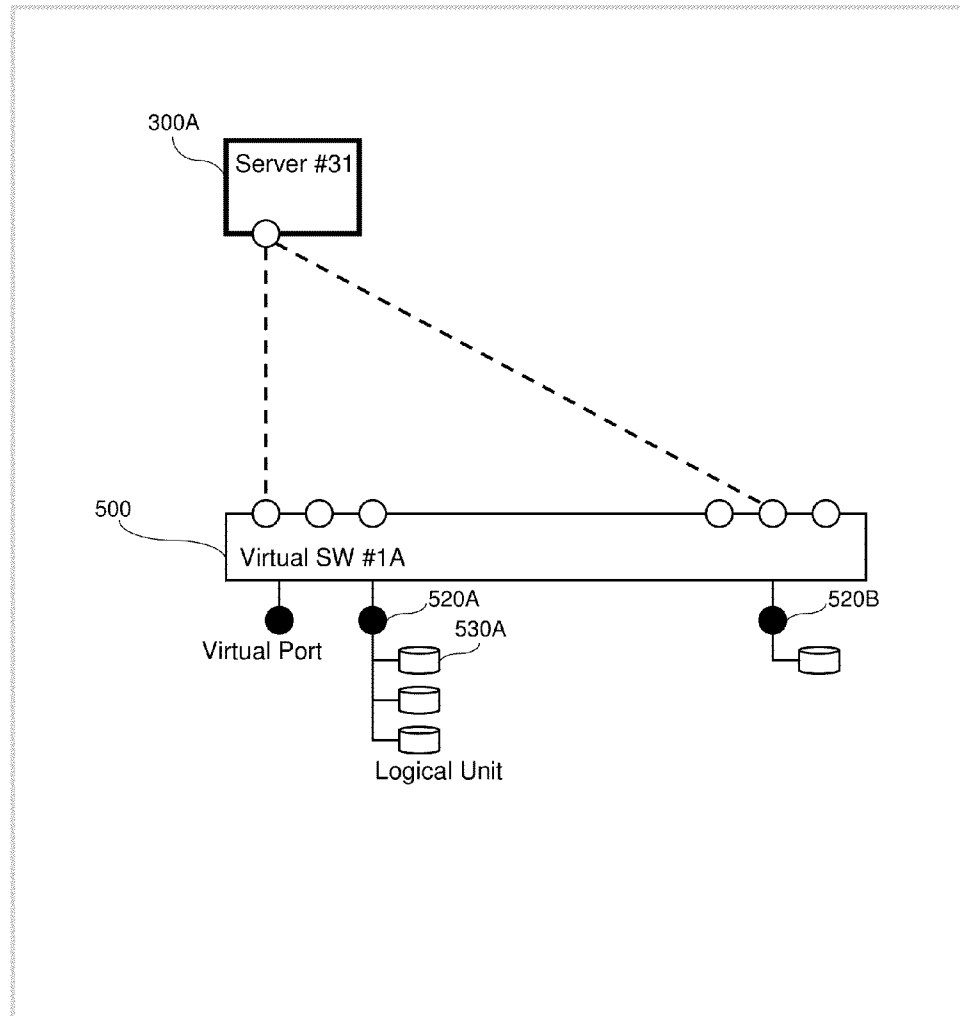 300A
Server #31
500
Virtual SW #1A
520A
520B
Virtual Port
530A
Logical Unit